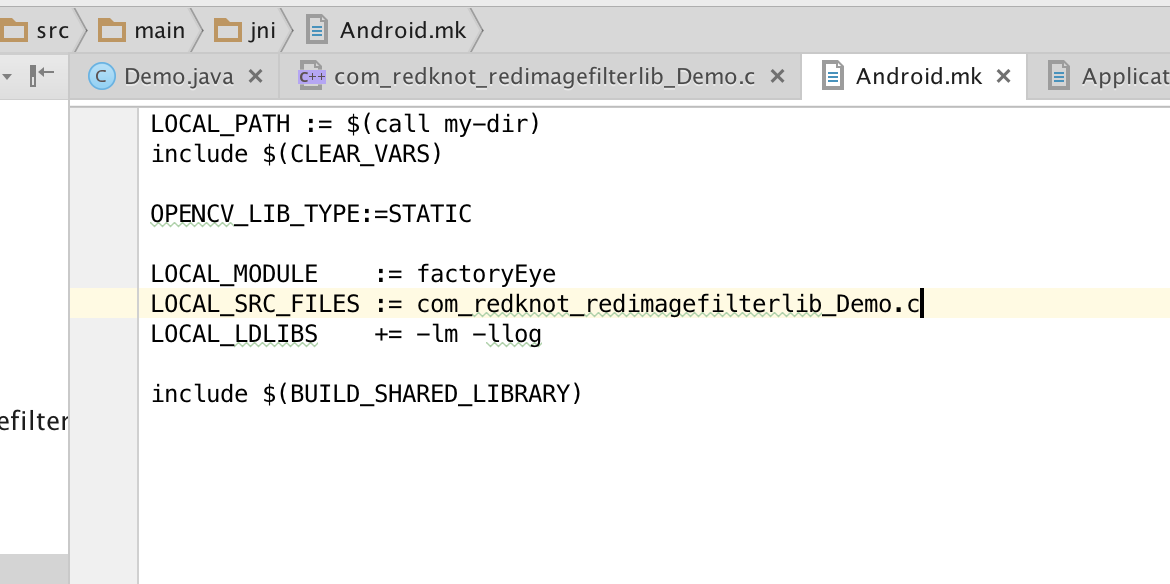 src main jni Android.mk
C Demo.java × C++ com_redknot_redimagefilterlib_Demo.c × Android.mk × Applicat
LOCAL_PATH := $(call my-dir)
include $(CLEAR_VARS)
OPENCV_LIB_TYPE:=STATIC
LOCAL_MODULE    := factoryEye
LOCAL_SRC_FILES := com_redknot_redimagefilterlib_Demo.c
LOCAL_LDLIBS    += -lm -llog
include $(BUILD_SHARED_LIBRARY)
efilter